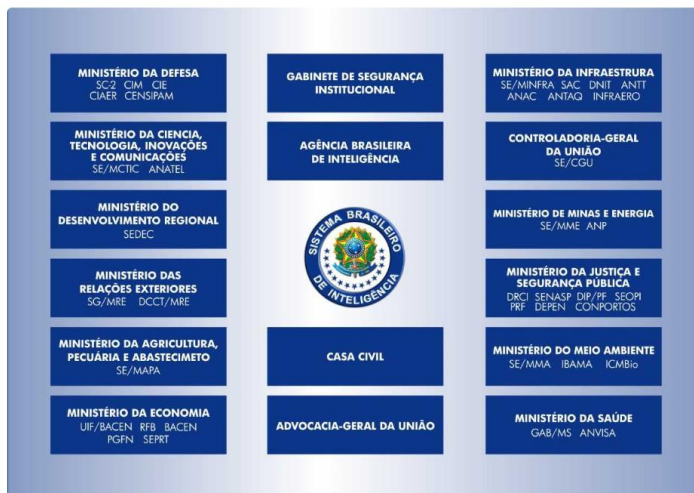 MINISTÉRIO DA DEFESA
SC-2 CIM CIE
CIAER CENSIPAM
MINISTÉRIO DA CIENCIA,
TECNOLOGIA, INOVAÇÕES
E COMUNICAÇÕES
SE/MCTIC ANATEL
MINISTÉRIO DO
DESENVOLVIMENTO REGIONAL
SEDEC
MINISTÉRIO DAS
RELAÇÕES EXTERIORES
SG/MRE DCCT/MRE
MINISTÉRIO DA AGRICULTURA,
PECUÁRIA E ABASTECIMETO
SE/MAPA
MINISTÉRIO DA ECONOMIA
UIF/BACEN RFB BACEN
PGFN SEPRT
GABINETE DE SEGURANÇA
INSTITUCIONAL
AGÊNCIA BRASILEIRA
DE INTELIGÊNCIA
SISTEMA BRASILEIRO
DE INTELIGÊNCIA
CASA CIVIL
ADVOCACIA-GERAL DA UNIÃO
MINISTÉRIO DA INFRAESTRURA
SE/MINFRA SAC DNIT ANTT
ANAC ANTAQ INFRAERO
CONTROLADORIA-GERAL
DA UNIÃO
SE/CGU
MINISTÉRIO DE MINAS E ENERGIA
SE/MME ANP
MINISTÉRIO DA JUSTIÇA E
SEGURANÇA PÚBLICA
DRCI SENASP DIP/PF SEOPI
PRF DEPEN CONPORTOS
MINISTÉRIO DO MEIO AMBIENTE
SE/MMA IBAMA ICMBio
MINISTÉRIO DA SAÚDE
GAB/MS ANVISA